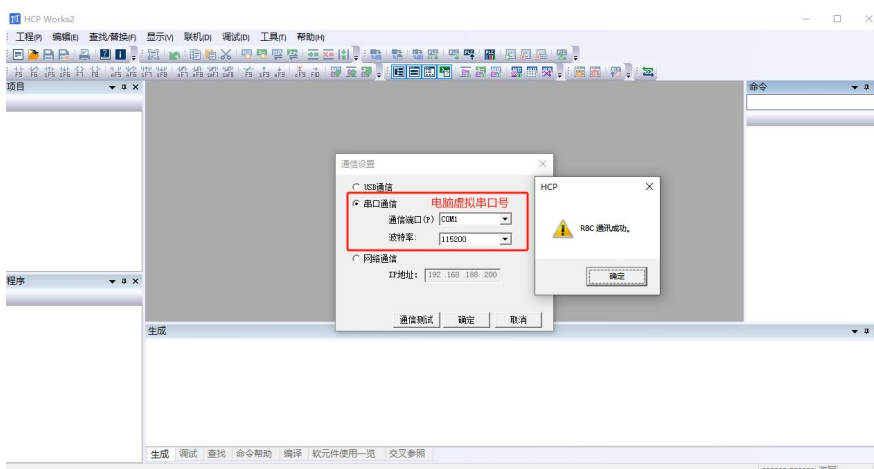 HCP Works2
工程(P) 编辑(E) 查找/替换(F) 显示(V) 联机(D) 调试(D) 工具(T) 帮助(H)
项目
命令
通信设置
USB通信
串口通信 电脑虚拟串口号
通信端口(P) COM1
波特率: 115200
网络通信
IP地址: 192 .168 .188 .200
通信测试 确定 取消
HCP
R8C 通讯成功。
确定
程序
生成
生成 调试 查找 命令帮助 编译 软元件使用一览 交叉参照